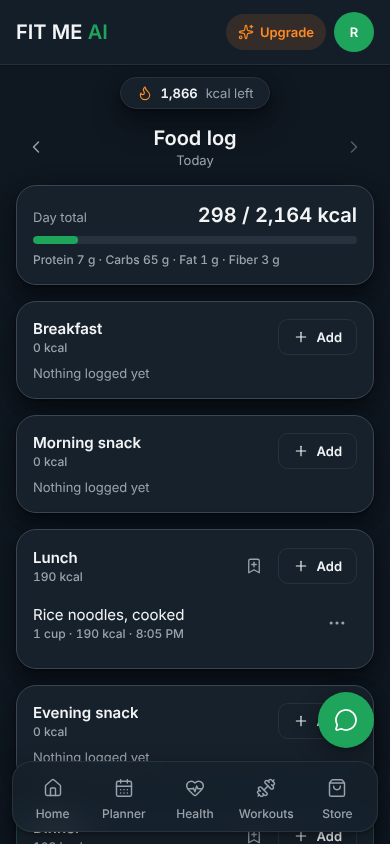 FIT ME AI
Upgrade
R
1,866 kcal left
Food log
Today
Day total
298 / 2,164 kcal
Protein 7 g · Carbs 65 g · Fat 1 g · Fiber 3 g
Breakfast
0 kcal
Add
Nothing logged yet
Morning snack
0 kcal
Add
Nothing logged yet
Lunch
190 kcal
Add
Rice noodles, cooked
1 cup · 190 kcal · 8:05 PM
Evening snack
0 kcal
Nothing logged yet
Home
Planner
Health
Workouts
Store
Add